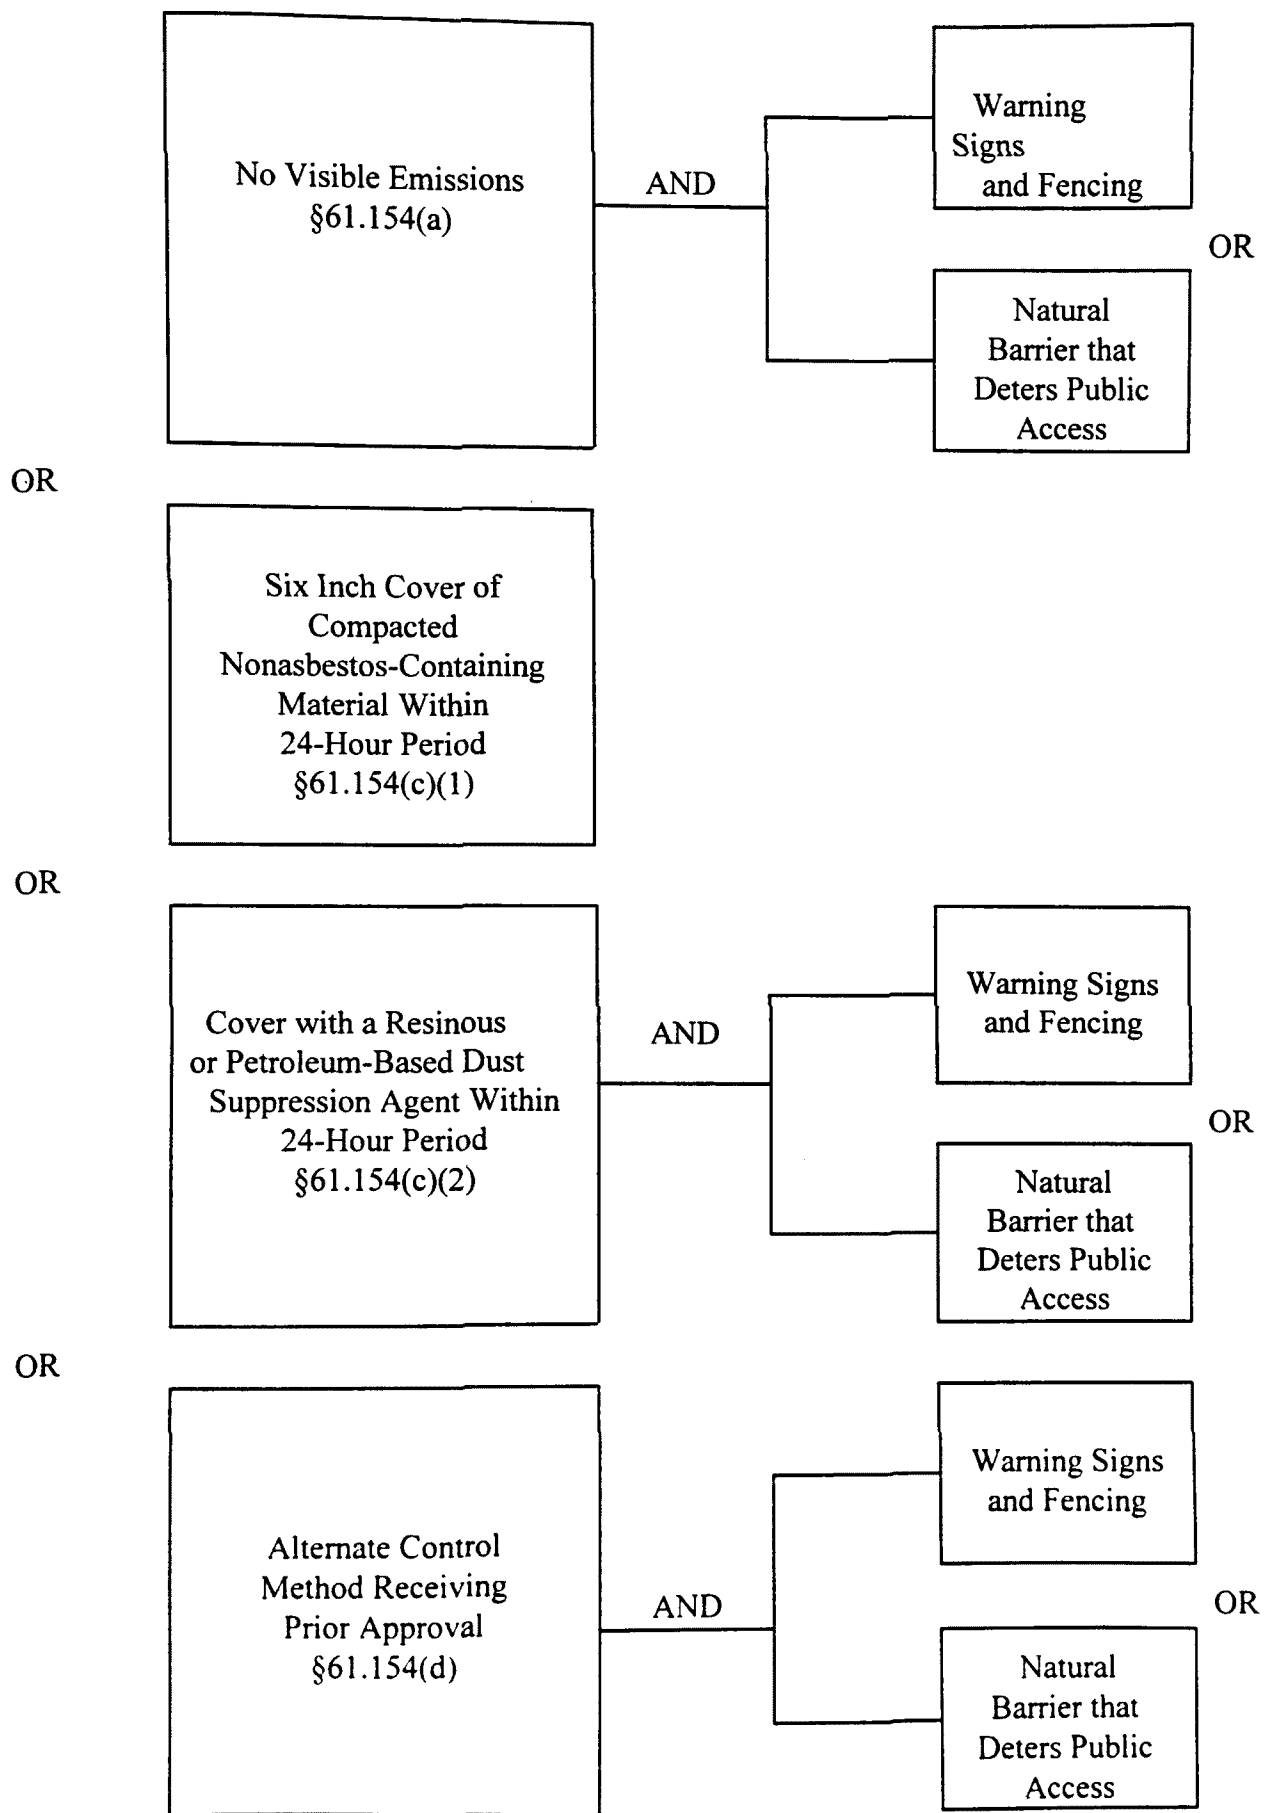 No Visible Emissions
§61.154(a)
AND
Warning
Signs
and Fencing
OR
Natural
Barrier that
Deters Public
Access
OR
Six Inch Cover of
Compacted
Nonasbestos-Containing
Material Within
24-Hour Period
§61.154(c)(1)
OR
Cover with a Resinous
or Petroleum-Based Dust
Suppression Agent Within
24-Hour Period
§61.154(c)(2)
AND
Warning Signs
and Fencing
OR
Natural
Barrier that
Deters Public
Access
OR
Alternate Control
Method Receiving
Prior Approval
§61.154(d)
AND
Warning Signs
and Fencing
OR
Natural
Barrier that
Deters Public
Access